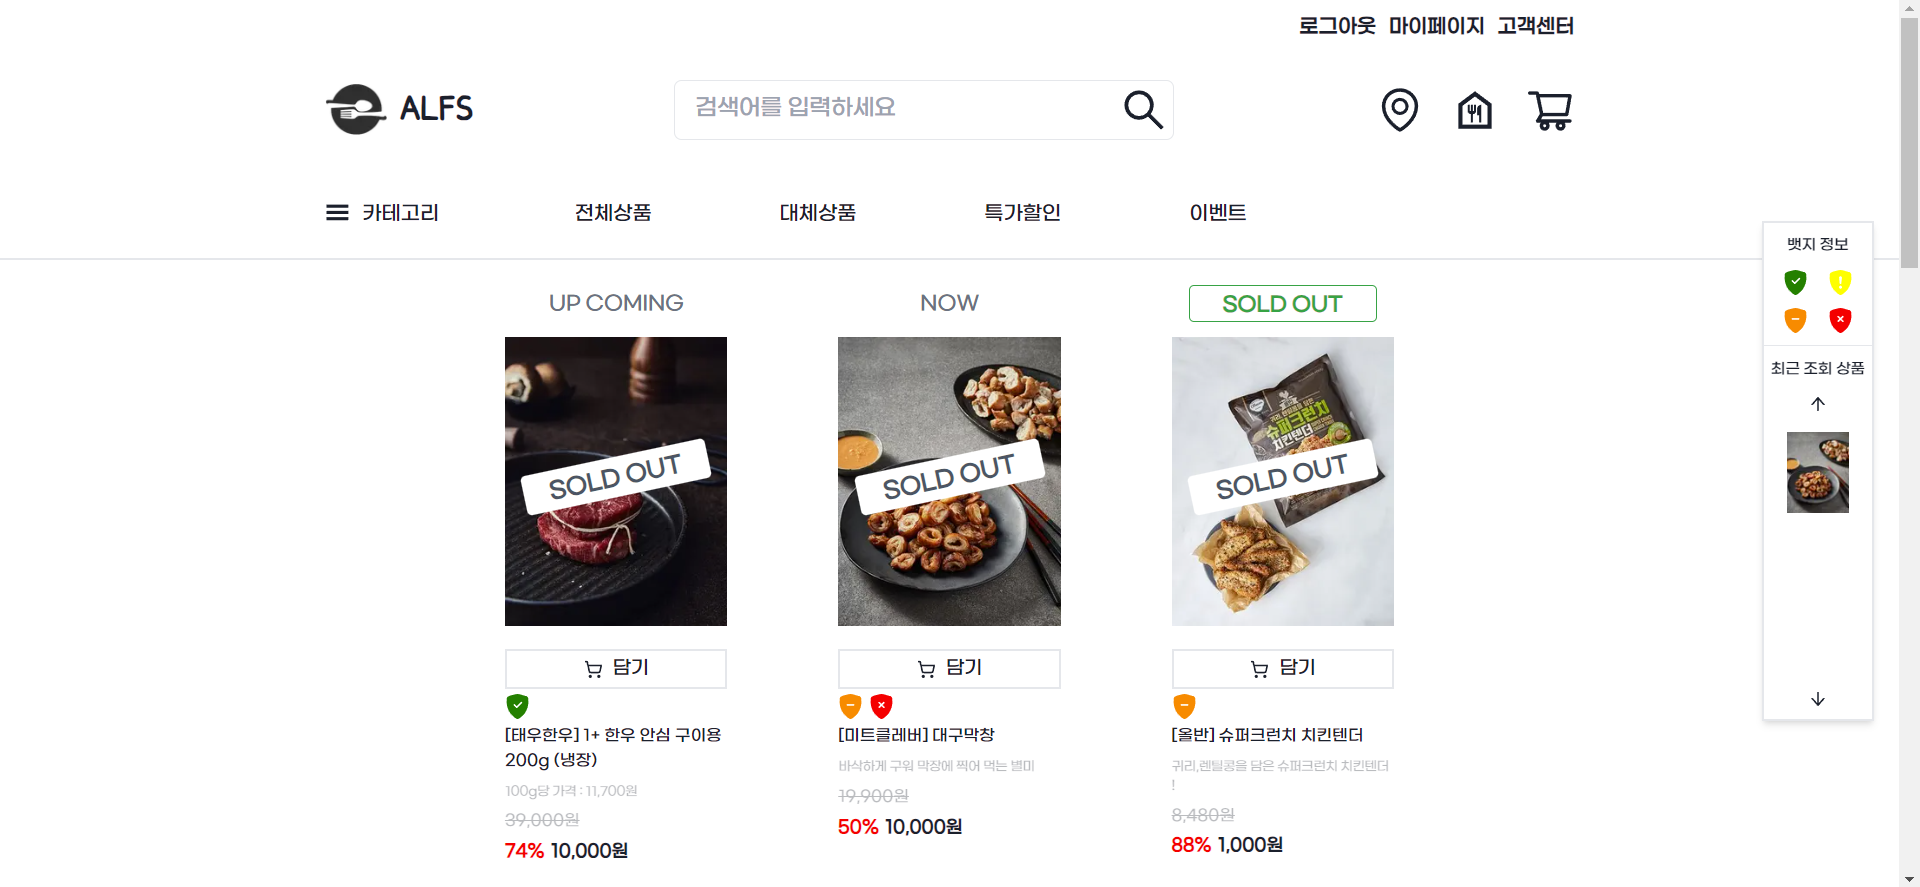 로그아웃 마이페이지 고객센터
ALFS
검색어를 입력하세요
카테고리 전체상품 대체상품 특가할인 이벤트
뱃지 정보
최근 조회 상품
UP COMING NOW SOLD OUT
SOLD OUT SOLD OUT SOLD OUT
슈퍼크런치
치킨텐더
담기 담기 담기
[태우한우] 1+ 한우 안심 구이용
200g (냉장)
100g당 가격 : 11,700원
39,000원
74% 10,000원
[미트클레버] 대구막창
바삭하게 구워 막장에 찍어 먹는 별미
19,900원
50% 10,000원
[올반] 슈퍼크런치 치킨텐더
귀리,렌틸콩을 담은 슈퍼크런치 치킨텐더
!
8,480원
88% 1,000원